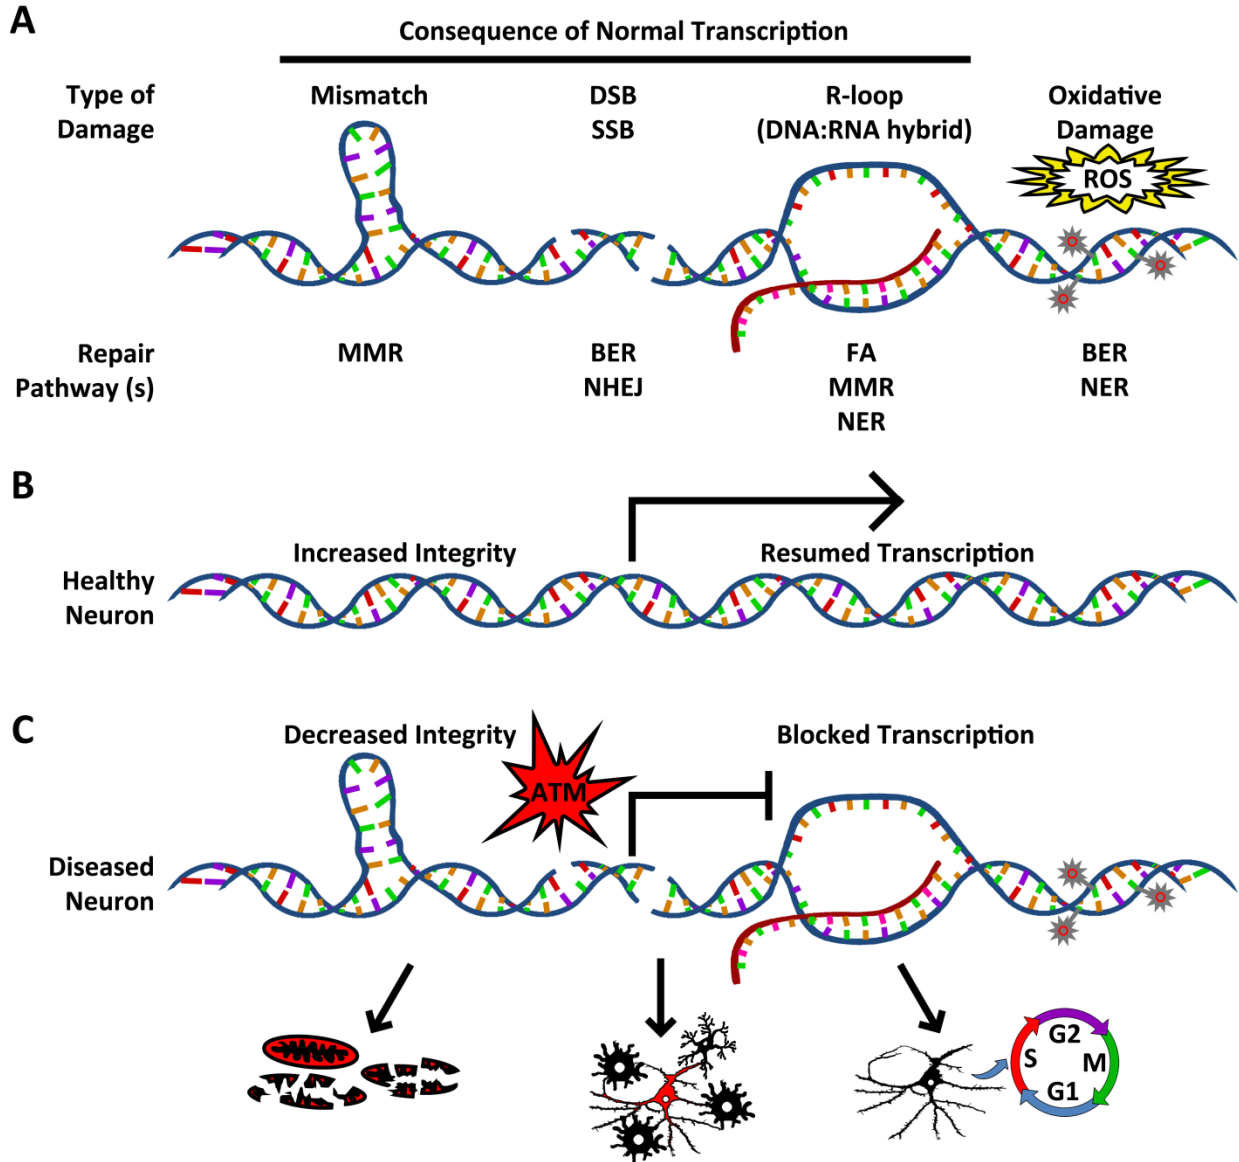 A
Consequence of Normal Transcription
Type of
Damage
Mismatch
DSB
SSB
R-loop
(DNA:RNA hybrid)
Oxidative
Damage
ROS
Repair
Pathway (s)
MMR
BER
NHEJ
FA
MMR
NER
BER
NER
B
Increased Integrity
Resumed Transcription
Healthy
Neuron
C
Decreased Integrity
ATM
Blocked Transcription
Diseased
Neuron
G2
S
M
G1